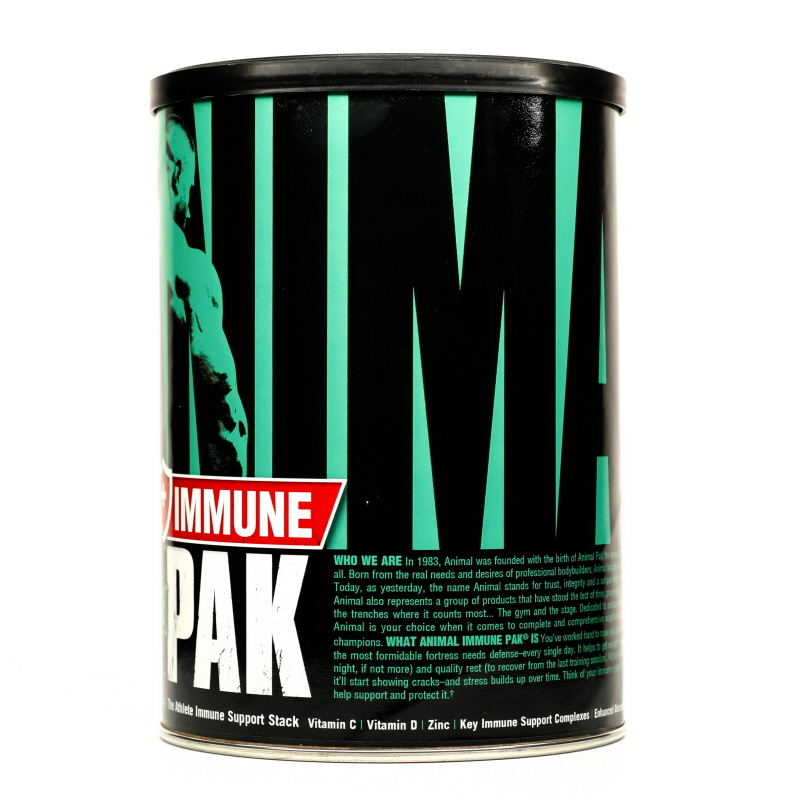 NIMA
IMMUNE
PAK
WHO WE ARE In 1983, Animal was founded with the birth of Animal Pak, the
all. Born from the real needs and desires of professional bodybuilders, Animal
Today, as yesterday, the name Animal stands for trust, integrity and a
Animal also represents a group of products that have stood the test of time,
the trenches where it counts most... The gym and the stage. Dedicated to
Animal is your choice when it comes to complete and comprehensive
champions. WHAT ANIMAL IMMUNE PAK® IS You've worked hard to
the most formidable fortress needs defense–every single day. It helps to get
night, if not more) and quality rest (to recover from the last training session).
it'll start showing cracks–and stress builds up over time. Think of your immune
help support and protect it.†
The Athlete Immune Support Stack Vitamin C | Vitamin D | Zinc | Key Immune Support Complexes | Enhanced